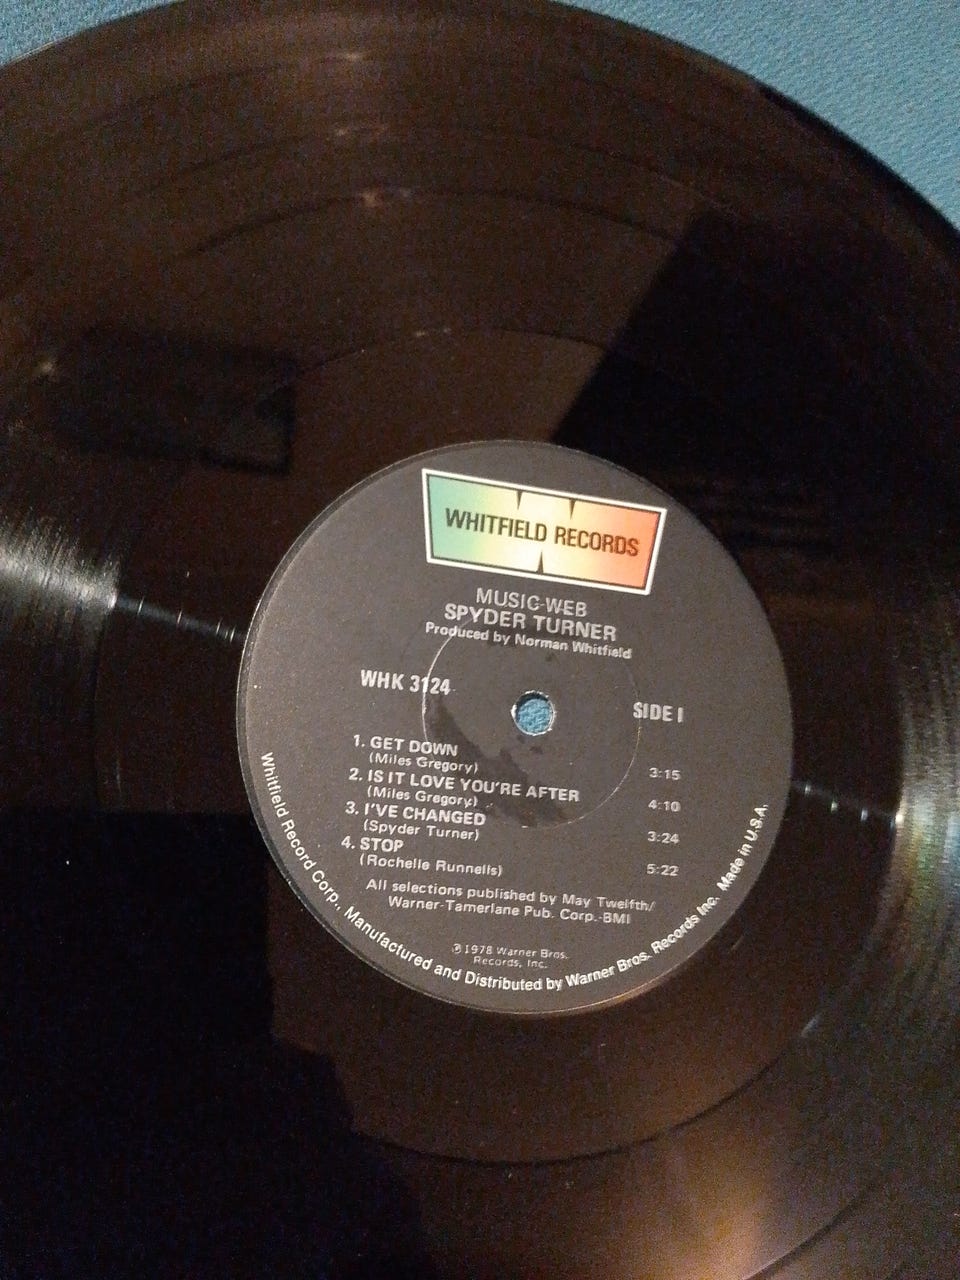 WHITFIELD RECORDS
MUSIC-WEB
SPYDER TURNER
Produced by Norman Whitfield
WHK 3124
SIDE I
1. GET DOWN
(Miles Gregory)
3:15
2. IS IT LOVE YOU'RE AFTER
(Miles Gregory)
4:10
3. I'VE CHANGED
(Spyder Turner)
3:24
4. STOP
(Rochelle Runnells)
5:22
All selections published by May Twelfth/
Warner-Tamerlane Pub. Corp.-BMI
℗1978 Warner Bros.
Records, Inc.
Whitfield Record Corp., Manufactured and Distributed by Warner Bros. Records Inc. Made in U.S.A.